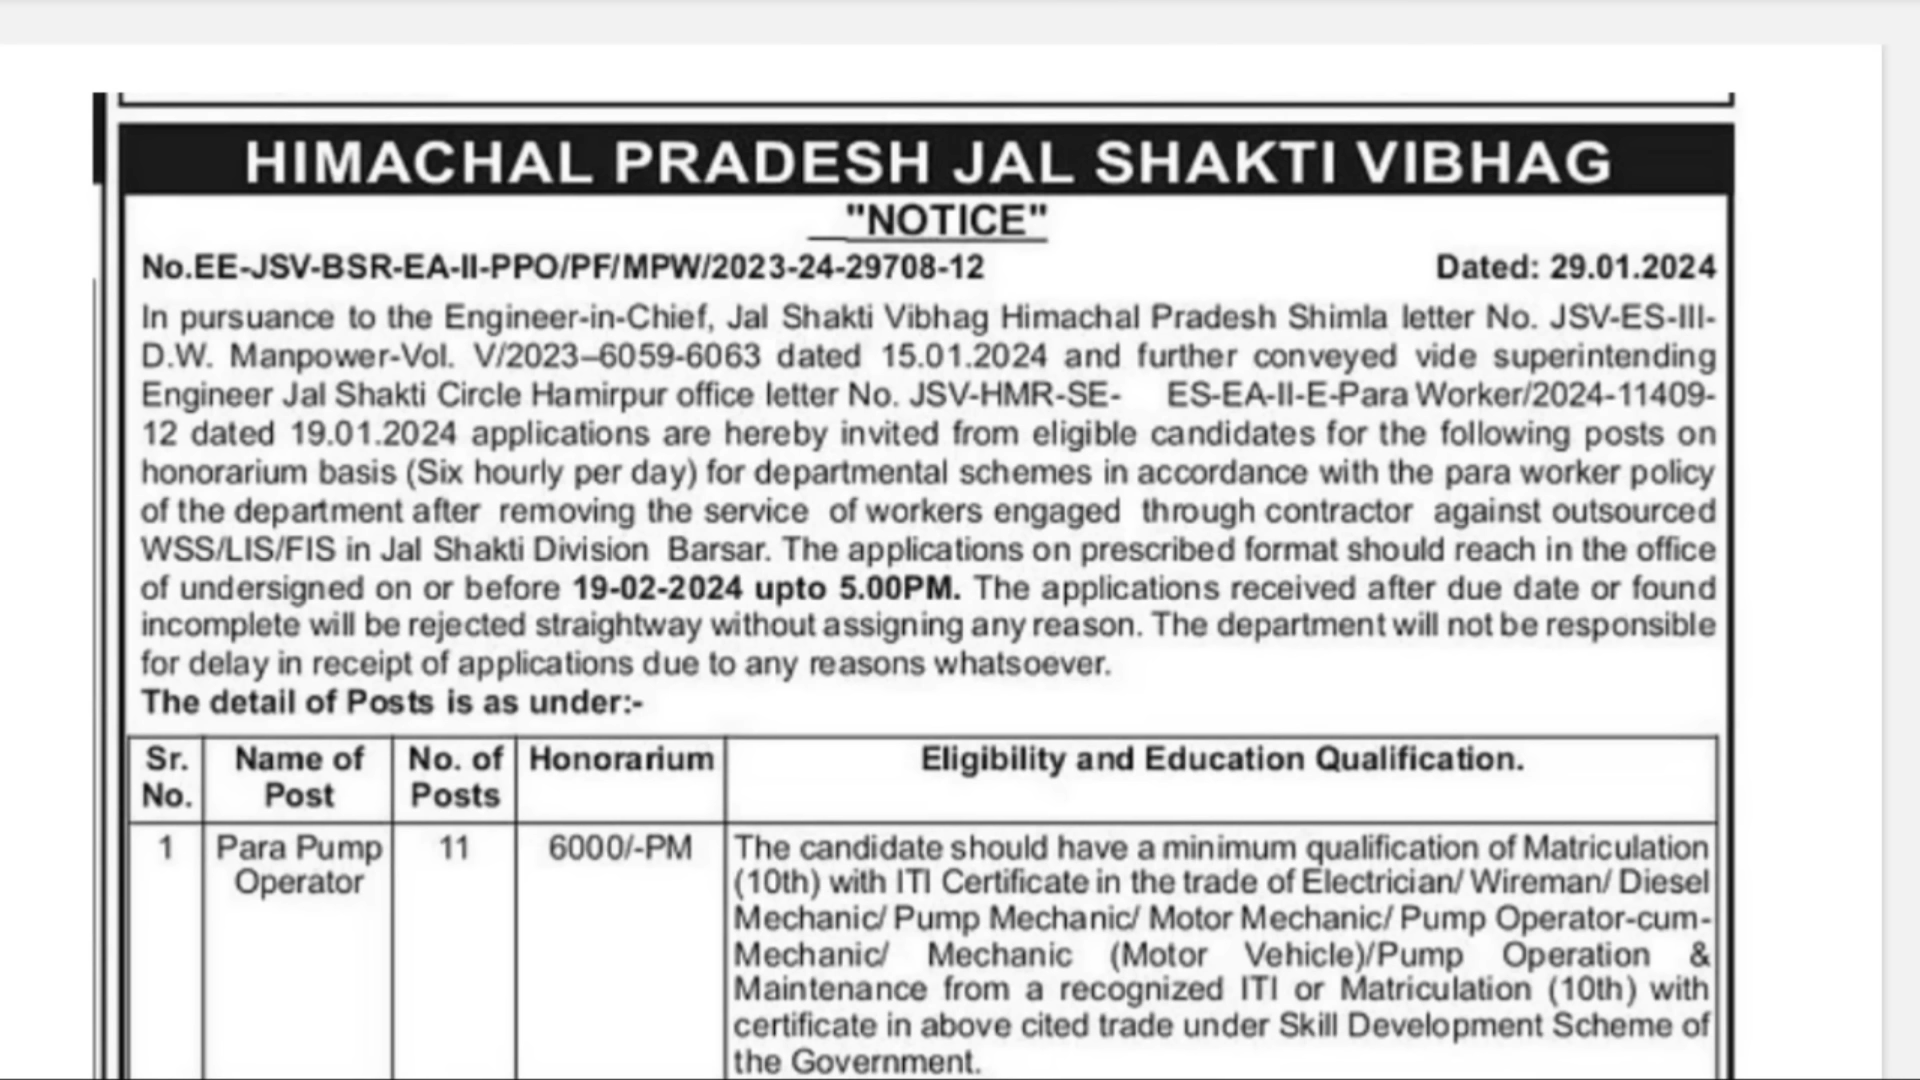 HIMACHAL PRADESH JAL SHAKTI VIBHAG
"NOTICE"
No.EE-JSV-BSR-EA-II-PPO/PF/MPW/2023-24-29708-12 Dated: 29.01.2024
In pursuance to the Engineer-in-Chief, Jal Shakti Vibhag Himachal Pradesh Shimla letter No. JSV-ES-III-
D.W. Manpower-Vol. V/2023–6059-6063 dated 15.01.2024 and further conveyed vide superintending
Engineer Jal Shakti Circle Hamirpur office letter No. JSV-HMR-SE- ES-EA-II-E-Para Worker/2024-11409-
12 dated 19.01.2024 applications are hereby invited from eligible candidates for the following posts on
honorarium basis (Six hourly per day) for departmental schemes in accordance with the para worker policy
of the department after removing the service of workers engaged through contractor against outsourced
WSS/LIS/FIS in Jal Shakti Division Barsar. The applications on prescribed format should reach in the office
of undersigned on or before 19-02-2024 upto 5.00PM. The applications received after due date or found
incomplete will be rejected straightway without assigning any reason. The department will not be responsible
for delay in receipt of applications due to any reasons whatsoever.
The detail of Posts is as under:-
Sr. No. Name of Post No. of Posts Honorarium Eligibility and Education Qualification.
1 Para Pump Operator 11 6000/-PM The candidate should have a minimum qualification of Matriculation
(10th) with ITI Certificate in the trade of Electrician/ Wireman/ Diesel
Mechanic/ Pump Mechanic/ Motor Mechanic/ Pump Operator-cum-
Mechanic/ Mechanic (Motor Vehicle)/Pump Operation &
Maintenance from a recognized ITI or Matriculation (10th) with
certificate in above cited trade under Skill Development Scheme of
the Government.